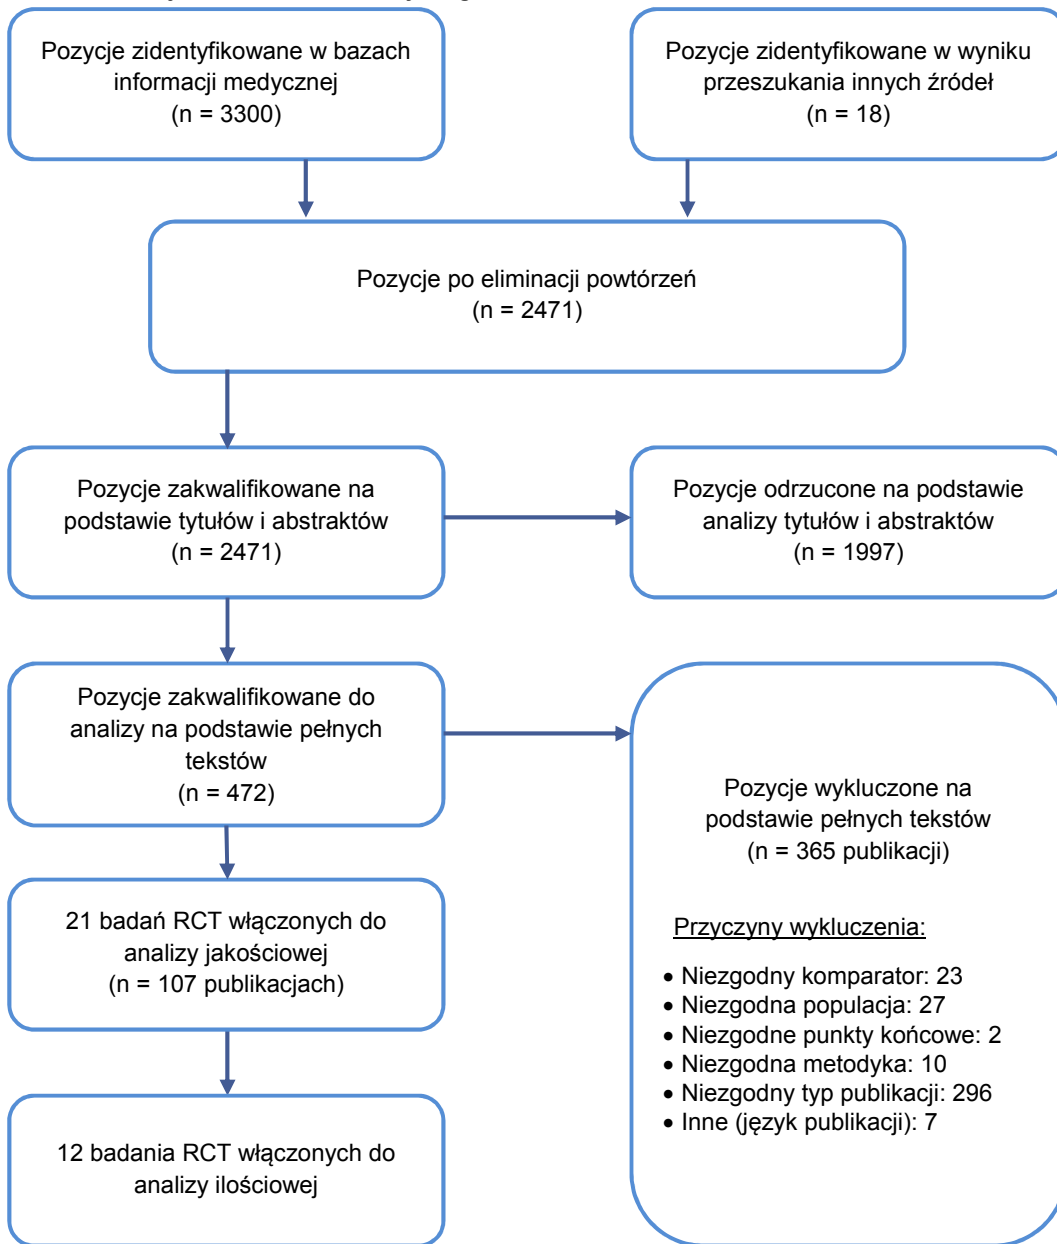 Pozycje zidentyfikowane w bazach
informacji medycznej
(n = 3300)
Pozycje zidentyfikowane w wyniku
przeszukania innych źródeł
(n = 18)
Pozycje po eliminacji powtórzeń
(n = 2471)
Pozycje zakwalifikowane na
podstawie tytułów i abstraktów
(n = 2471)
Pozycje odrzucone na podstawie
analizy tytułów i abstraktów
(n = 1997)
Pozycje zakwalifikowane do
analizy na podstawie pełnych
tekstów
(n = 472)
Pozycje wykluczone na
podstawie pełnych tekstów
(n = 365 publikacji)
Przyczyny wykluczenia:
• Niezgodny komparator: 23
• Niezgodna populacja: 27
• Niezgodne punkty końcowe: 2
• Niezgodna metodyka: 10
• Niezgodny typ publikacji: 296
• Inne (język publikacji): 7
21 badań RCT włączonych do
analizy jakościowej
(n = 107 publikacjach)
12 badania RCT włączonych do
analizy ilościowej